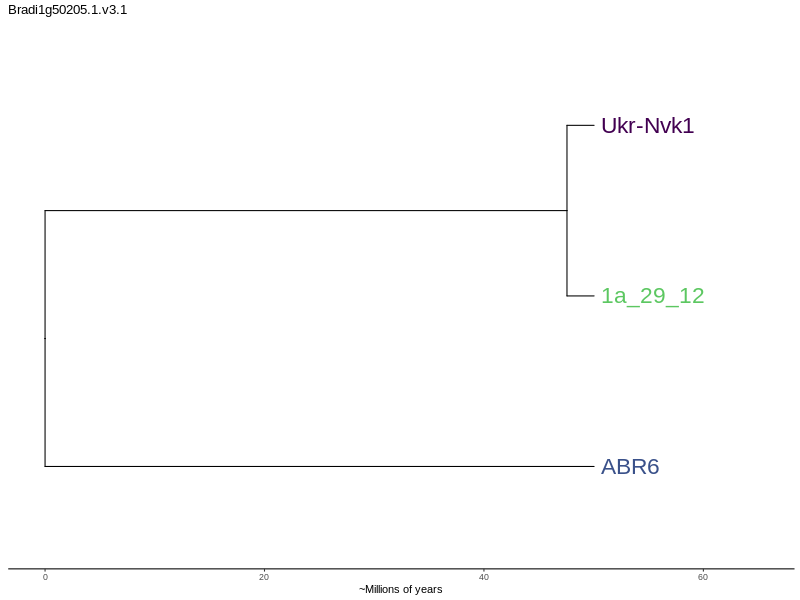 Bradi1g50205.1.v3.1
Ukr-Nvk1
1a_29_12
ABR6
0 20 40 60
~Millions of years